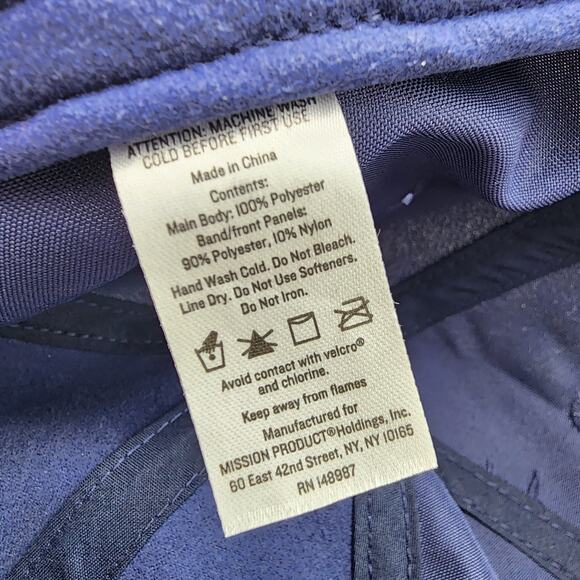 ATTENTION: MACHINE WASH
COLD BEFORE FIRST USE
Made in China
Contents:
Main Body: 100% Polyester
Band/front Panels:
90% Polyester, 10% Nylon
Hand Wash Cold. Do Not Bleach.
Line Dry. Do Not Use Softeners.
Do Not Iron.
Avoid contact with velcro®
and chlorine.
Keep away from flames
Manufactured for
MISSION PRODUCT® Holdings, Inc.
60 East 42nd Street, NY, NY 10165
RN 148987